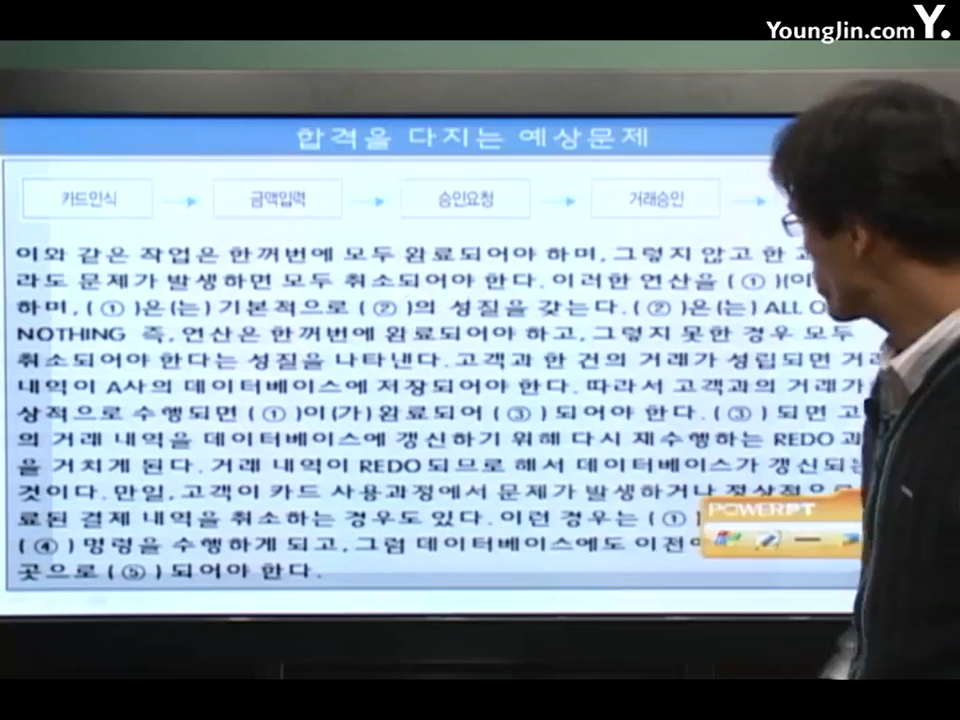 YoungJin.com Y.
합격을 다지는 예상문제
카드인식 금액입력 승인요청 거래승인
이와 같은 작업은 한꺼번에 모두 완료되어야 하며, 그렇지 않고 한
라도 문제가 발생하면 모두 취소되어야 한다. 이러한 연산을 ( ① )(이
하며, ( ① )은(는) 기본적으로 ( ② )의 성질을 갖는다. ( ② )은(는) ALL
NOTHING 즉, 연산은 한꺼번에 완료되어야 하고, 그렇지 못한 경우 모두
취소되어야 한다는 성질을 나타낸다. 고객과 한 건의 거래가 성립되면
내역이 A사의 데이터베이스에 저장되어야 한다. 따라서 고객과의 거래가
상적으로 수행되면 ( ① )이(가) 완료되어 ( ③ ) 되어야 한다. ( ③ ) 되면
의 거래 내역을 데이터베이스에 갱신하기 위해 다시 재수행하는 REDO
을 거치게 된다. 거래 내역이 REDO 되므로 해서 데이터베이스가
것이다. 만일, 고객이 카드 사용과정에서 문제가 발생하거나 정상적으로
료된 결제 내역을 취소하는 경우도 있다. 이런 경우는 ( ① )
( ④ ) 명령을 수행하게 되고, 그럼 데이터베이스에도
곳으로 ( ⑤ ) 되어야 한다.
POWERPT